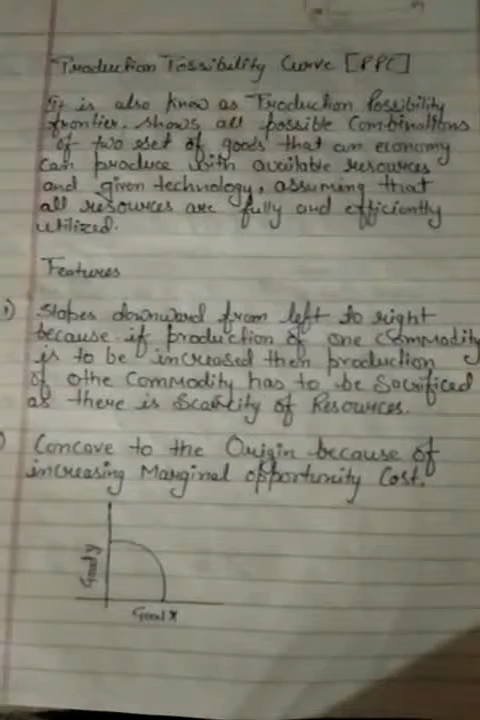 Production Possibility Curve [PPC]
It is also know as Production Possibility
frontier. shows all possible Combinations
of two set of goods that an economy
Can produce with available resources
and given technology, assuming that
all resources are fully and efficiently
utilized.
Features
1) slopes downward from left to right
because if production of one Commodity
is to be increased then production
of othe Commodity has to be Sacrificed
as there is Scarcity of Resources.
) Concave to the Origin because of
increasing Marginal opportunity Cost.
Good y
Good x